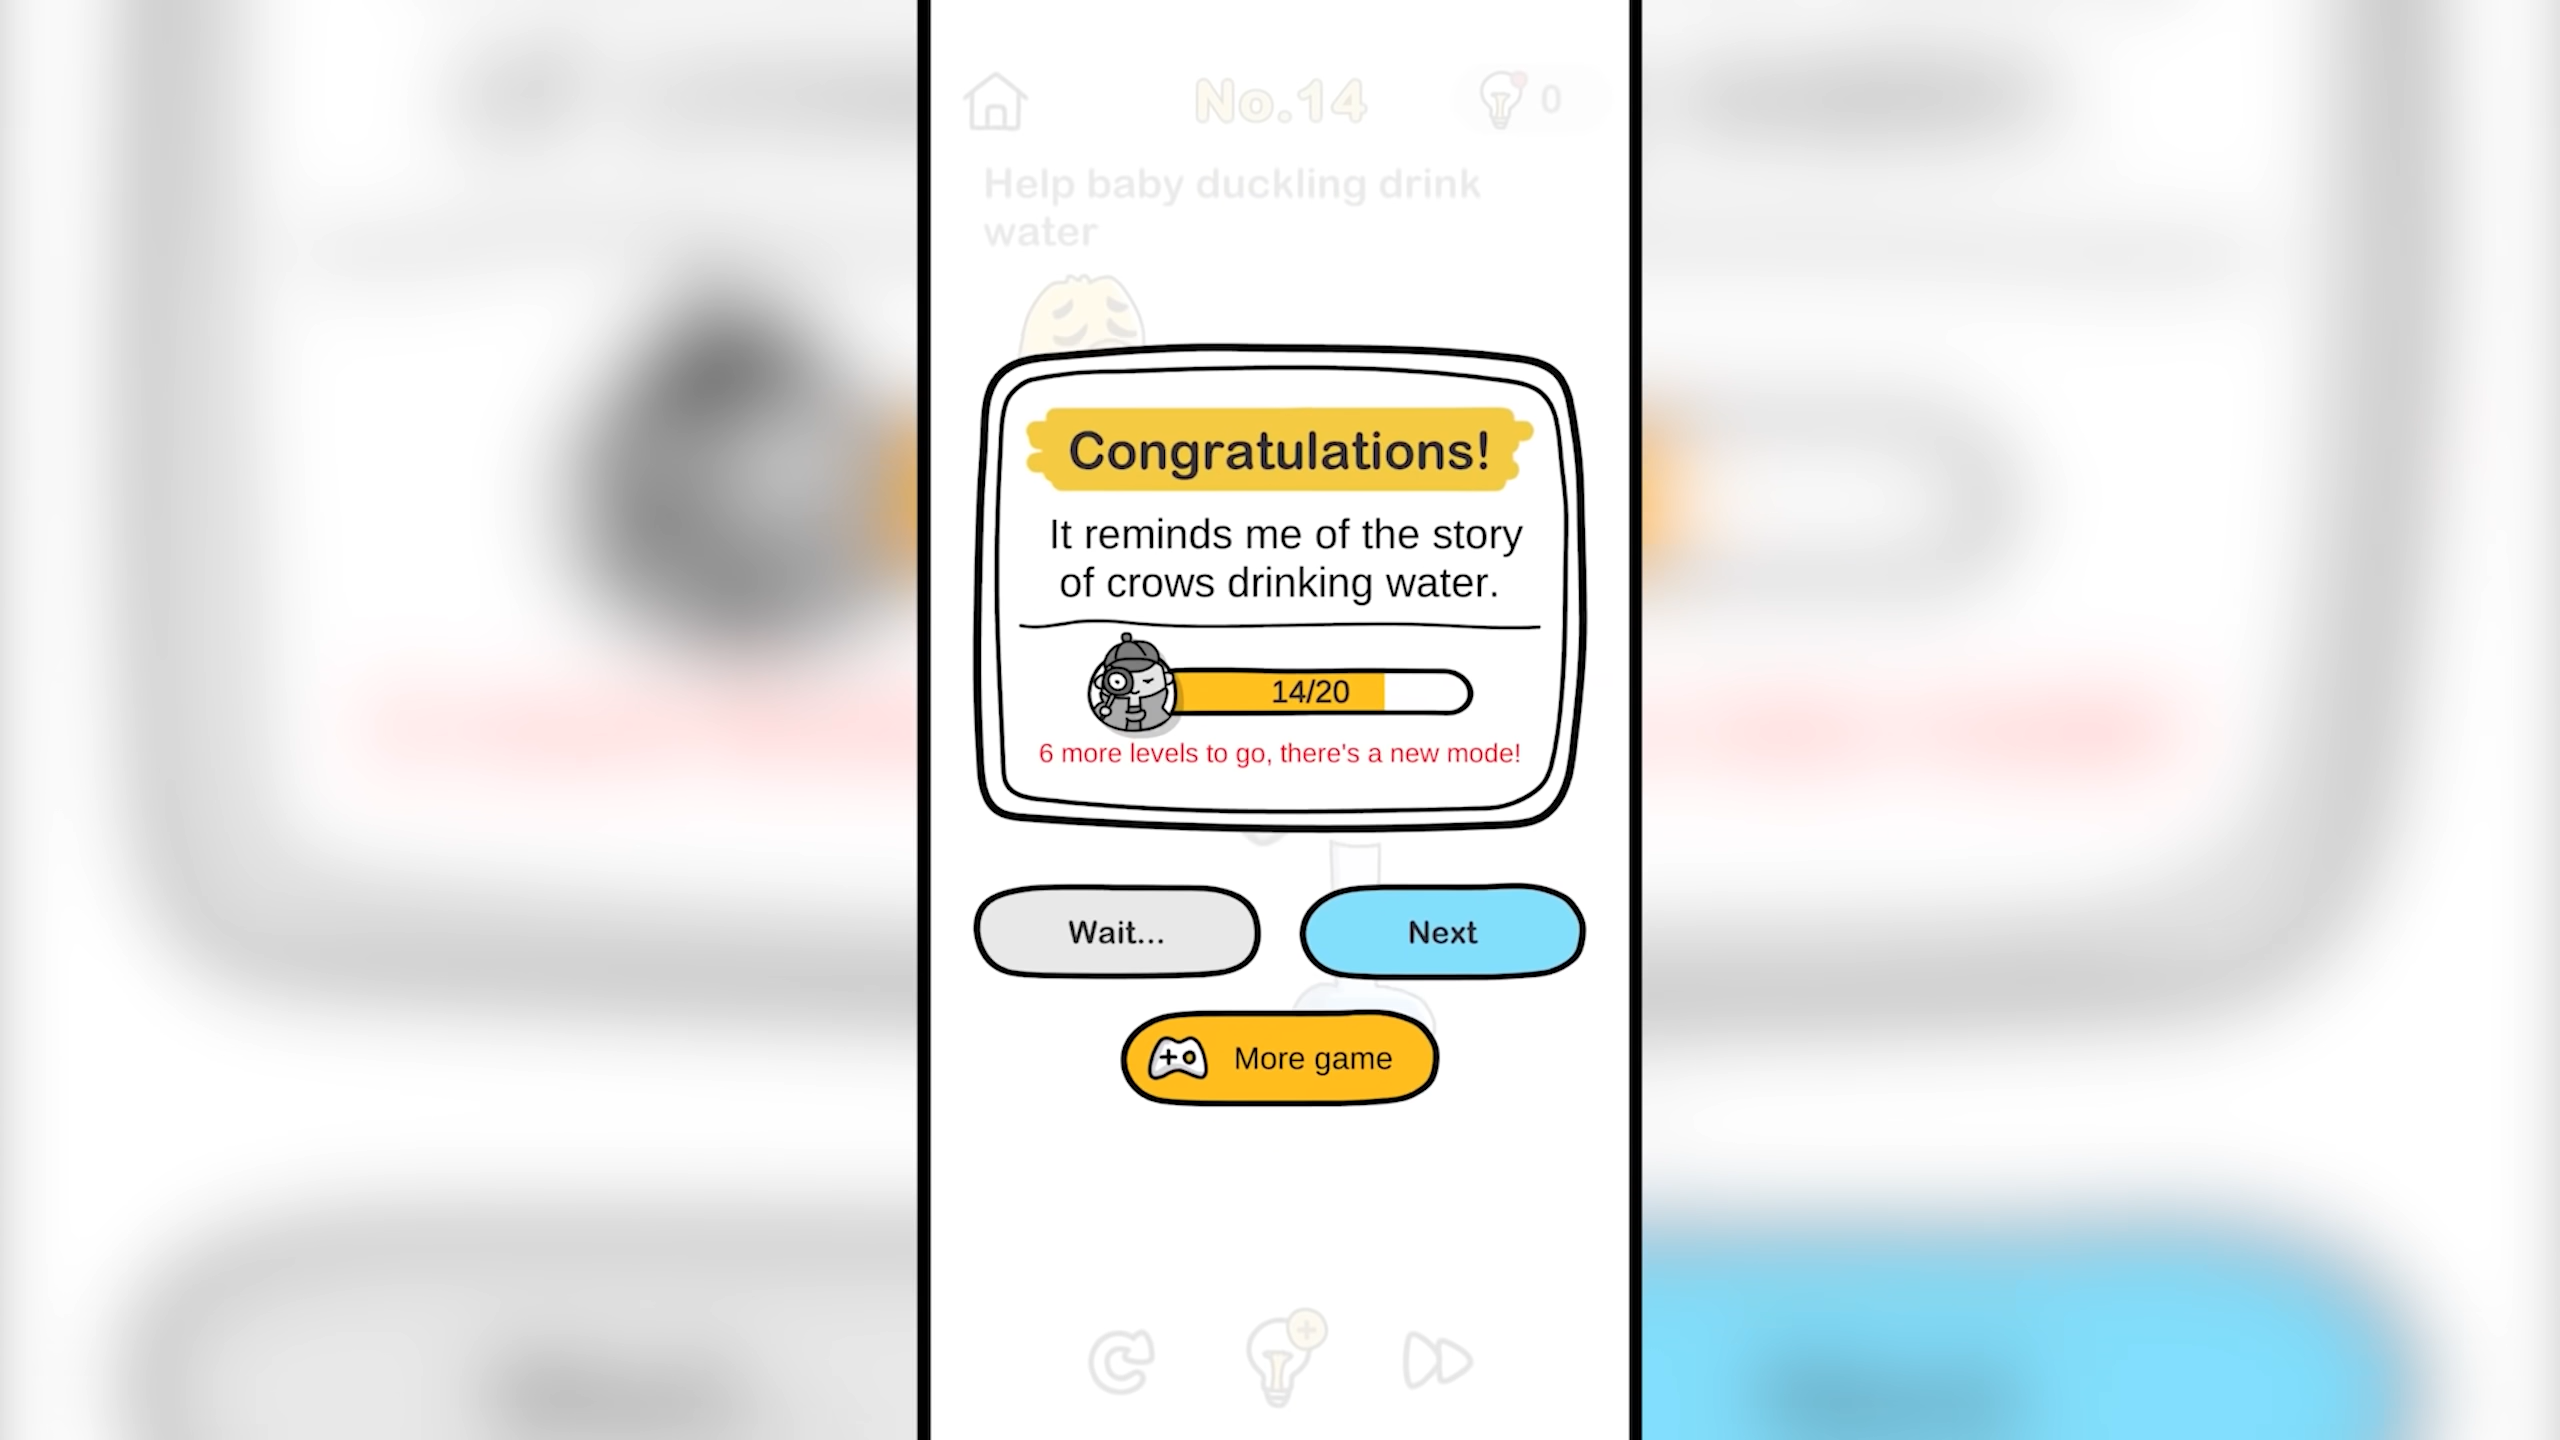 No.14
0
Help baby duckling drink
water
Congratulations!
It reminds me of the story
of crows drinking water.
14/20
6 more levels to go, there's a new mode!
Wait...
Next
More game